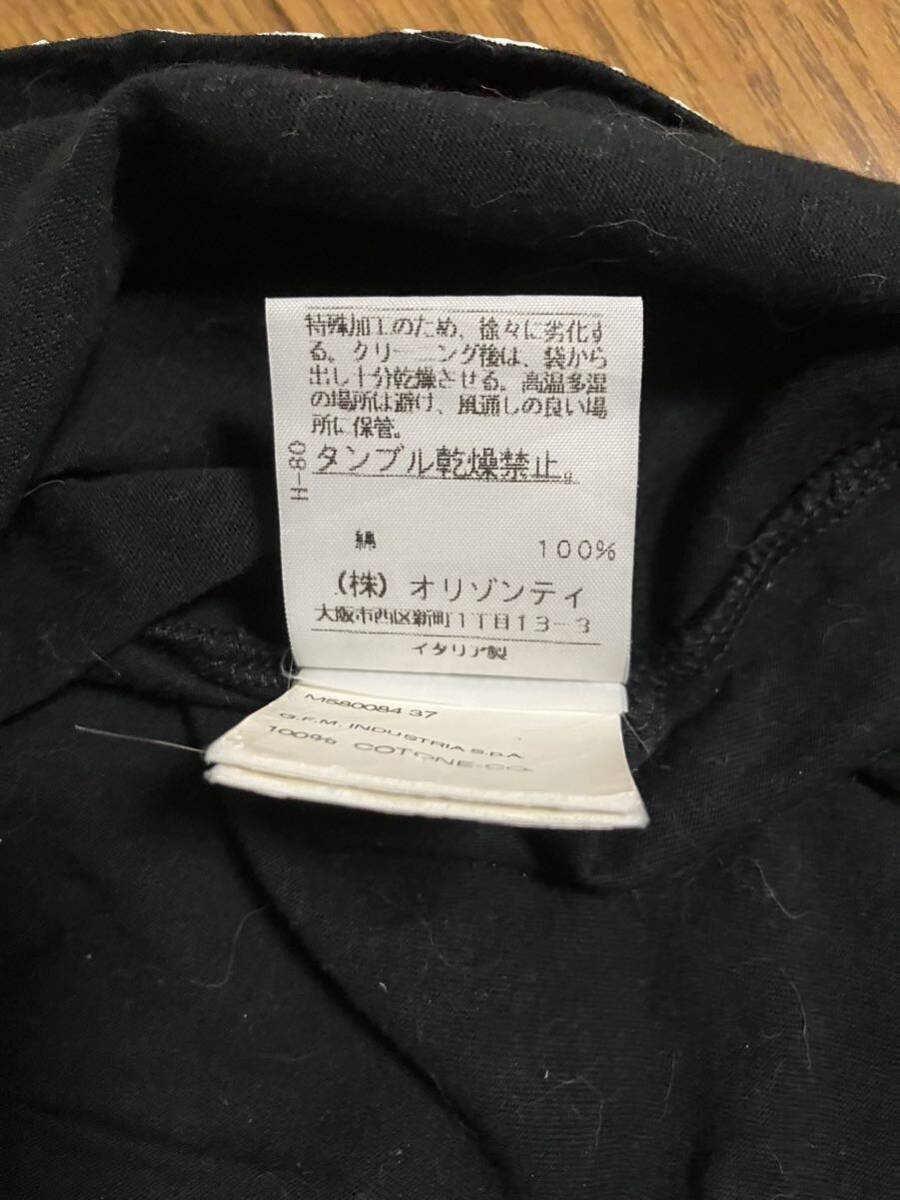 特殊加工のため、徐々に劣化す
る。クリーニング後は、袋から
出し十分乾燥させる。高温多湿
の場所は避け、風通しの良い場
所に保管。
タンブル乾燥禁止。
H-80
綿 100%
(株) オリゾンティ
大阪市西区新町1丁目13-3
イタリア製
M580084 37
G.F.M. INDUSTRIA S.P.A
100% COTONE-CO